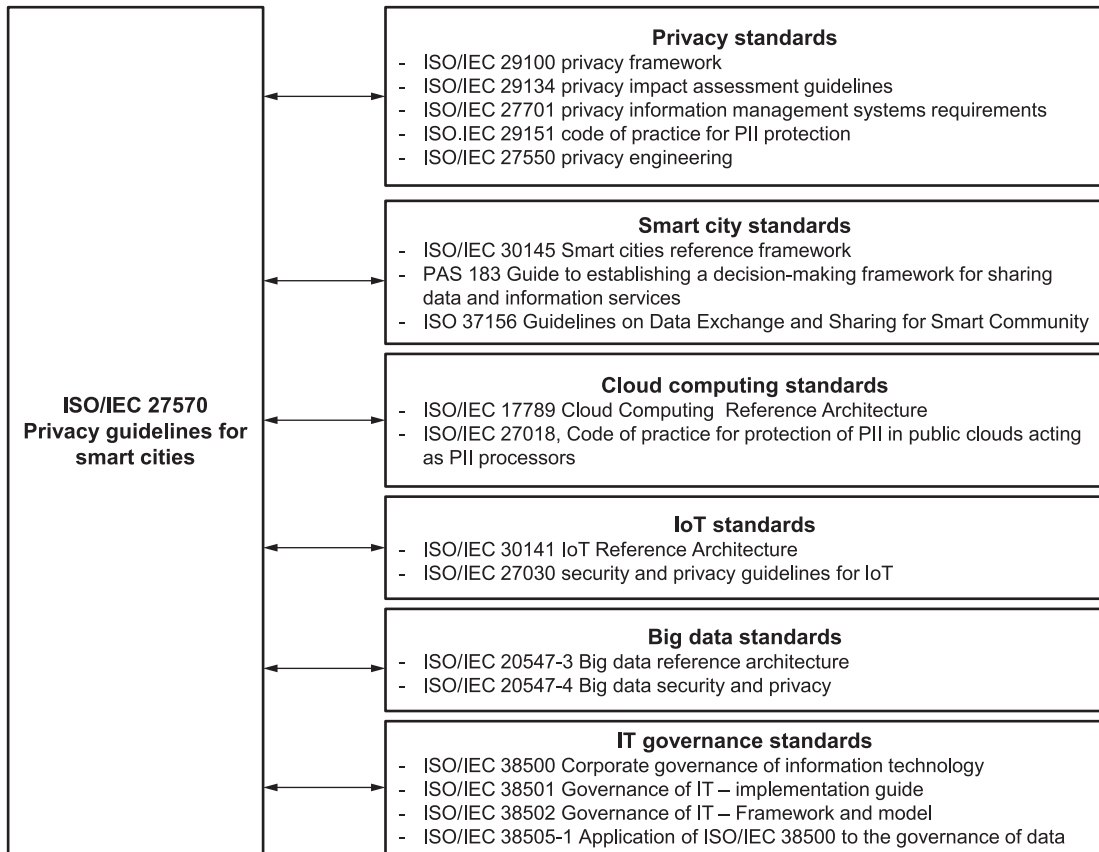 ISO/IEC 27570
Privacy guidelines for
smart cities
Privacy standards
- ISO/IEC 29100 privacy framework
- ISO/IEC 29134 privacy impact assessment guidelines
- ISO/IEC 27701 privacy information management systems requirements
- ISO.IEC 29151 code of practice for PII protection
- ISO/IEC 27550 privacy engineering
Smart city standards
- ISO/IEC 30145 Smart cities reference framework
- PAS 183 Guide to establishing a decision-making framework for sharing
data and information services
- ISO 37156 Guidelines on Data Exchange and Sharing for Smart Community
Cloud computing standards
- ISO/IEC 17789 Cloud Computing Reference Architecture
- ISO/IEC 27018, Code of practice for protection of PII in public clouds acting
as PII processors
IoT standards
- ISO/IEC 30141 IoT Reference Architecture
- ISO/IEC 27030 security and privacy guidelines for IoT
Big data standards
- ISO/IEC 20547-3 Big data reference architecture
- ISO/IEC 20547-4 Big data security and privacy
IT governance standards
- ISO/IEC 38500 Corporate governance of information technology
- ISO/IEC 38501 Governance of IT – implementation guide
- ISO/IEC 38502 Governance of IT – Framework and model
- ISO/IEC 38505-1 Application of ISO/IEC 38500 to the governance of data